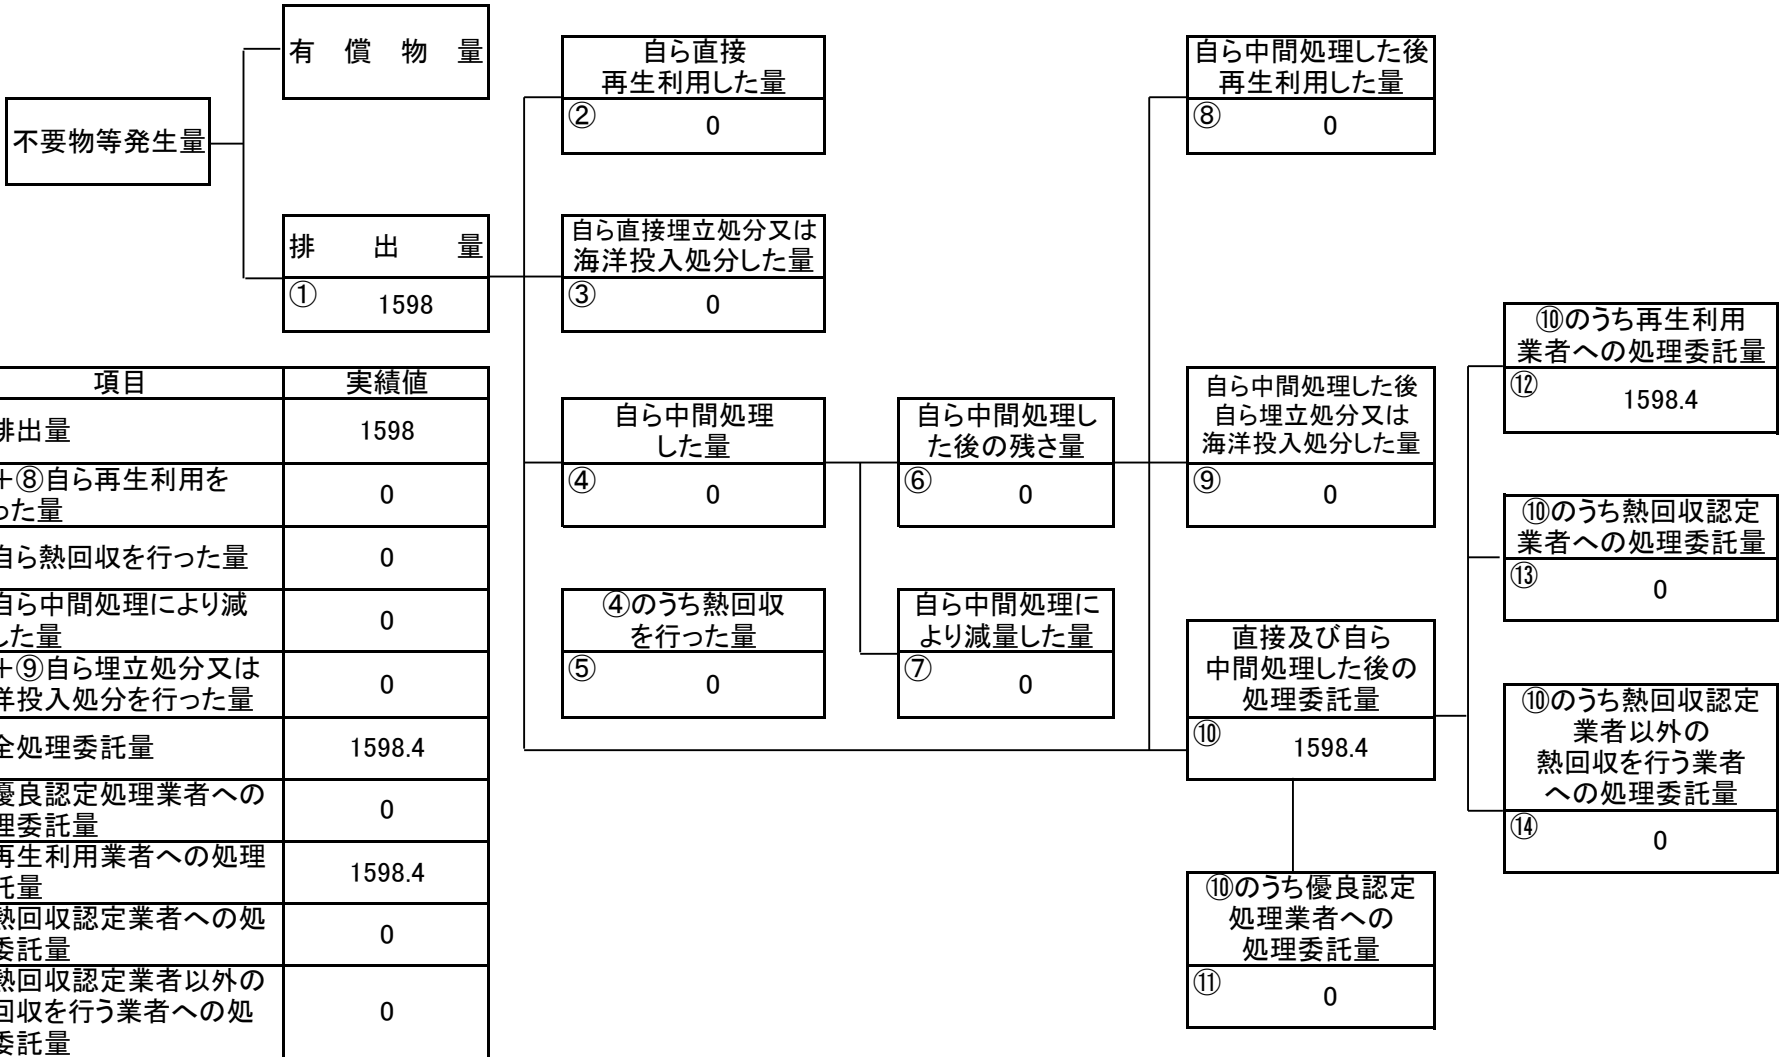 有償物量
不要物等発生量
排出量
① 1598
自ら直接
再生利用した量
② 0
自ら直接埋立処分又は
海洋投入処分した量
③ 0
自ら中間処理
した量
④ 0
④のうち熱回収
を行った量
⑤ 0
自ら中間処理し
た後の残さ量
⑥ 0
自ら中間処理に
より減量した量
⑦ 0
自ら中間処理した後
再生利用した量
⑧ 0
自ら中間処理した後
自ら埋立処分又は
海洋投入処分した量
⑨ 0
直接及び自ら
中間処理した後の
処理委託量
⑩ 1598.4
⑩のうち優良認定
処理業者への
処理委託量
⑪ 0
⑩のうち再生利用
業者への処理委託量
⑫ 1598.4
⑩のうち熱回収認定
業者への処理委託量
⑬ 0
⑩のうち熱回収認定
業者以外の
熱回収を行う業者
への処理委託量
⑭ 0
項目 実績値
排出量 1598
+⑧自ら再生利用を
った量 0
自ら熱回収を行った量 0
自ら中間処理により減
した量 0
+⑨自ら埋立処分又は
洋投入処分を行った量 0
全処理委託量 1598.4
優良認定処理業者への
理委託量 0
再生利用業者への処理
託量 1598.4
熱回収認定業者への処
委託量 0
熱回収認定業者以外の
回収を行う業者への処
委託量 0